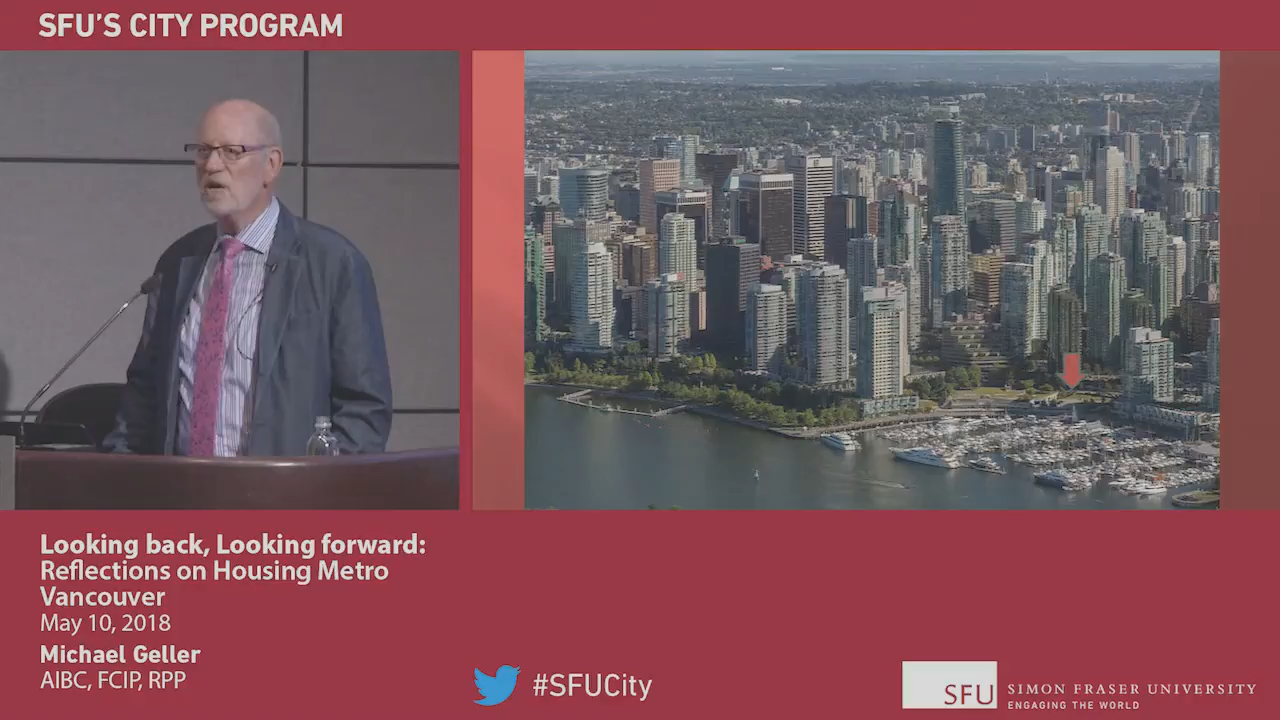 SFU'S CITY PROGRAM
Looking back, Looking forward:
Reflections on Housing Metro
Vancouver
May 10, 2018
Michael Geller
AIBC, FCIP, RPP
#SFUCity
SFU
SIMON FRASER UNIVERSITY
ENGAGING THE WORLD